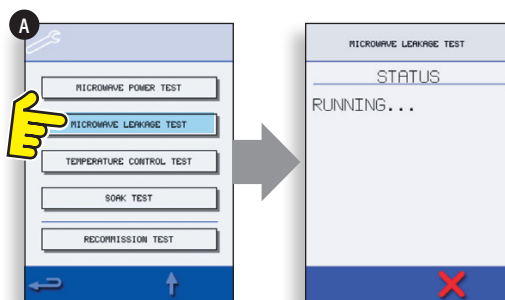 A
MICROWAVE POWER TEST
MICROWAVE LEAKAGE TEST
TEMPERATURE CONTROL TEST
SOAK TEST
RECOMMISSION TEST
MICROWAVE LEAKAGE TEST
STATUS
RUNNING...